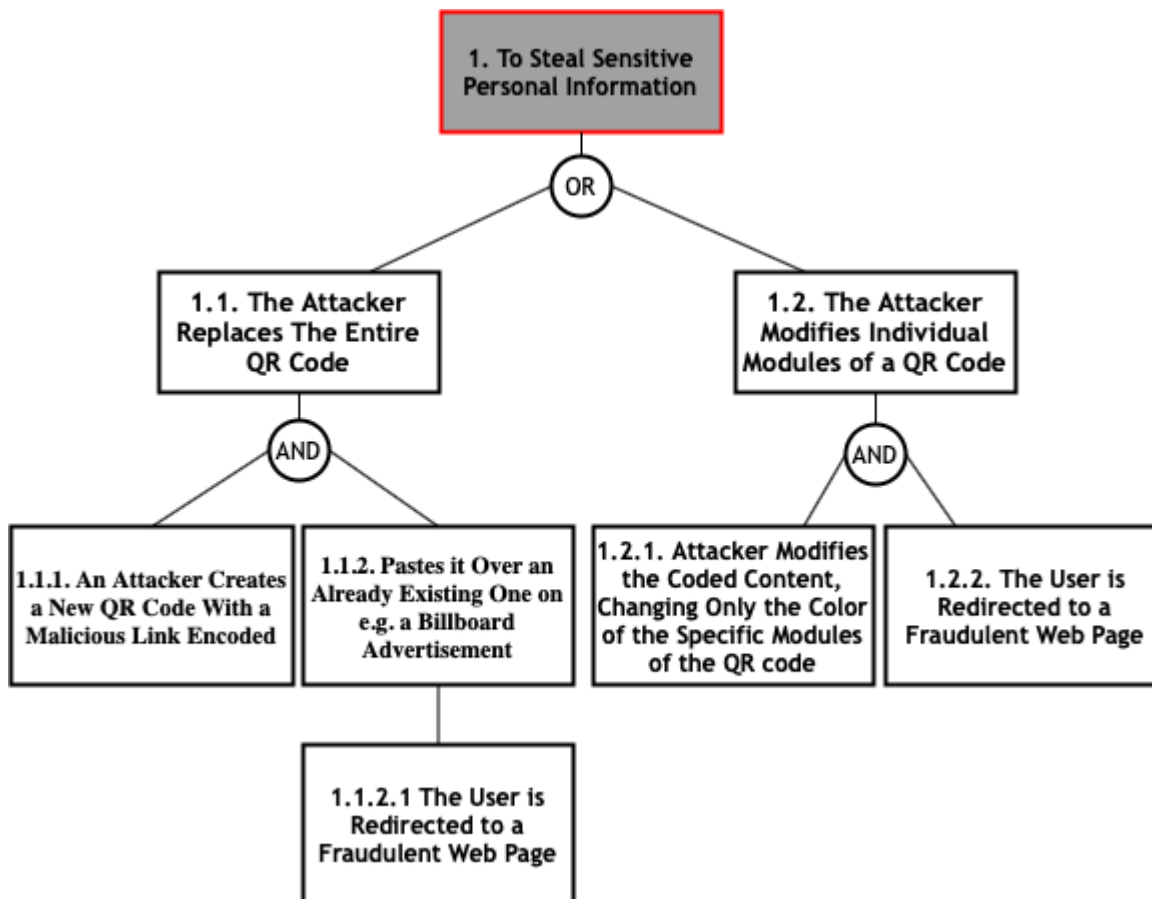 1. To Steal Sensitive
Personal Information
OR
1.1. The Attacker
Replaces The Entire
QR Code
1.2. The Attacker
Modifies Individual
Modules of a QR Code
AND
AND
1.1.1. An Attacker Creates
a New QR Code With a
Malicious Link Encoded
1.1.2. Pastes it Over an
Already Existing One on
e.g. a Billboard
Advertisement
1.2.1. Attacker Modifies
the Coded Content,
Changing Only the Color
of the Specific Modules
of the QR code
1.2.2. The User is
Redirected to a
Fraudulent Web Page
1.1.2.1 The User is
Redirected to a
Fraudulent Web Page